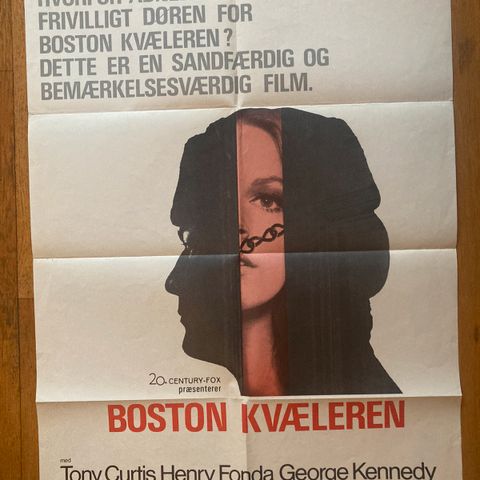 FRIVILLIGT DØREN FOR
BOSTON KVÆLEREN?
DETTE ER EN SANDFÆRDIG OG
BEMÆRKELSESVÆRDIG FILM.
20th CENTURY-FOX
præsenterer
BOSTON KVÆLEREN
med
Tony Curtis Henry Fonda George Kennedy